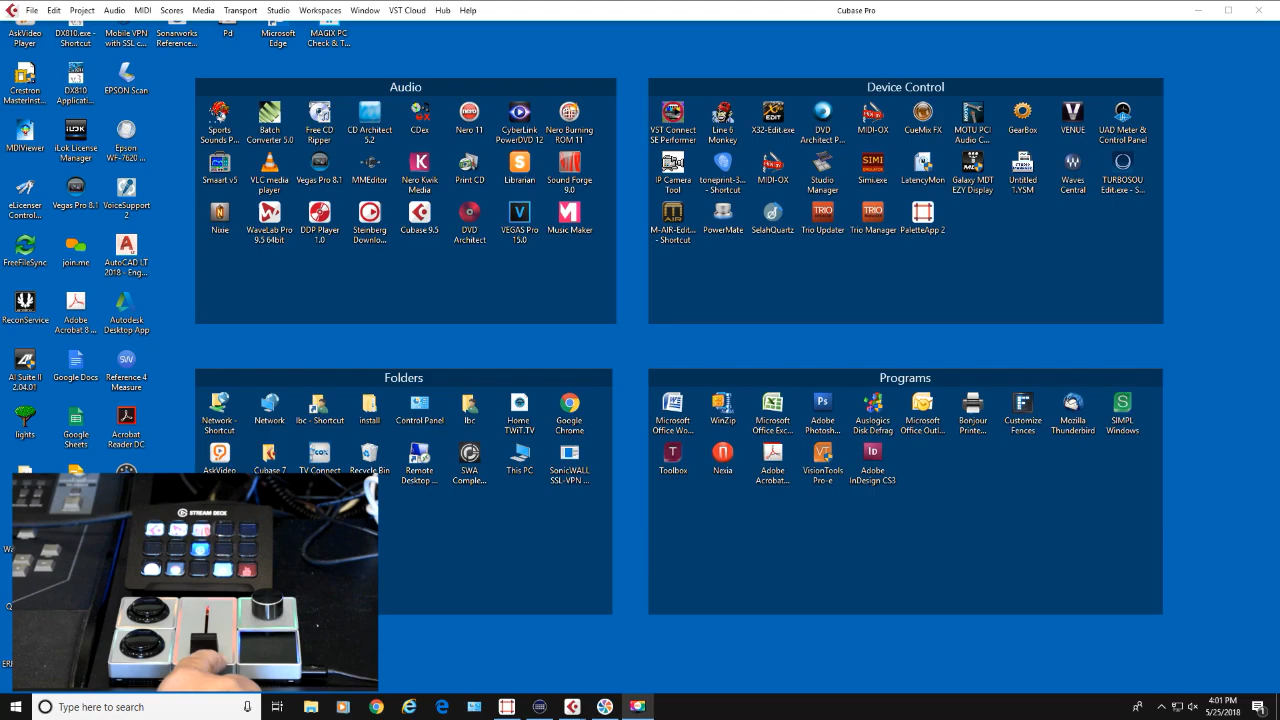 File Edit Project Audio MIDI Scores Media Transport Studio Workspaces Window VST Cloud Hub Help
Cubase Pro
AskVideo Player
DX810.exe - Shortcut
Mobile VPN with SSL c...
Sonarworks Reference...
Pd
Microsoft Edge
MAGIX PC Check & T...
Crestron MasterInst...
DX810 Applicati...
EPSON Scan
MDIViewer
iLok License Manager
Epson WF-7620 ...
eLicenser Control...
Vegas Pro 8.1
VoiceSupport 2
FreeFileSync
join.me
AutoCAD LT 2018 - Eng...
ReconService
Adobe Acrobat 8 ...
Autodesk Desktop App
AI Suite II 2.04.01
Google Docs
Reference 4 Measure
lights
Google Sheets
Acrobat Reader DC
Audio
Sports Sounds P...
Batch Converter 5.0
Free CD Ripper
CD Architect 5.2
CDex
Nero 11
CyberLink PowerDVD 12
Nero Burning ROM 11
Smaart v5
VLC media player
Vegas Pro 8.1
MMEditor
Nero Kwik Media
Print CD
Librarian
Sound Forge 9.0
Nixie
WaveLab Pro 9.5 64bit
DDP Player 1.0
Steinberg Downlo...
Cubase 9.5
DVD Architect
VEGAS Pro 15.0
Music Maker
Device Control
VST Connect SE Performer
Line 6 Monkey
X32-Edit.exe
DVD Architect P...
MIDI-OX
CueMix FX
MOTU PCI Audio C...
GearBox
VENUE
UAD Meter & Control Panel
IP Camera Tool
toneprint-3... - Shortcut
MIDI-OX
Studio Manager
Simi.exe
LatencyMon
Galaxy MDT EZY Display
Untitled 1.YSM
Waves Central
TURBOSOU Edit.exe - S...
M-AIR-Edit... - Shortcut
PowerMate
SelahQuartz
Trio Updater
Trio Manager
PaletteApp 2
Folders
Network - Shortcut
Network
lbc - Shortcut
install
Control Panel
lbc
Home TWiT.TV
Google Chrome
AskVideo
Cubase 7
TV Connect
Recycle Bin
Remote Desktop ...
SWA Comple...
This PC
SonicWALL SSL-VPN ...
Programs
Microsoft Office Wo...
WinZip
Microsoft Office Exc...
Adobe Photosh...
Auslogics Disk Defrag
Microsoft Office Outl...
Bonjour Printe...
Customize Fences
Mozilla Thunderbird
SIMPL Windows
Toolbox
Nexia
Adobe Acrobat...
VisionTools Pro-e
Adobe InDesign CS3
STREAM DECK
Type here to search
4:01 PM
5/25/2018